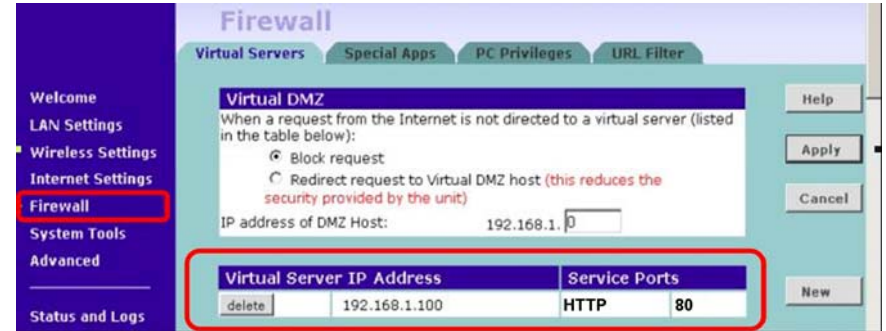 Firewall
Virtual Servers Special Apps PC Privileges URL Filter
Welcome
LAN Settings
Wireless Settings
Internet Settings
Firewall
System Tools
Advanced
Status and Logs
Virtual DMZ
When a request from the Internet is not directed to a virtual server (listed
in the table below):
Block request
Redirect request to Virtual DMZ host (this reduces the
security provided by the unit)
IP address of DMZ Host: 192.168.1. 0
Virtual Server IP Address Service Ports
delete 192.168.1.100 HTTP 80
Help
Apply
Cancel
New